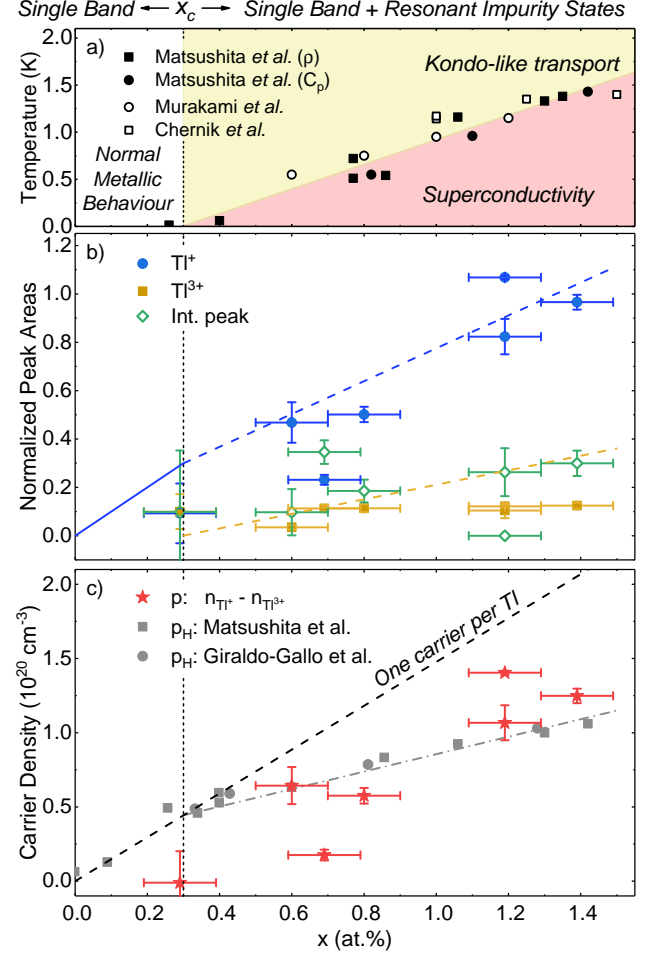 Single Band ← x_c → Single Band + Resonant Impurity States
a)
Matsushita et al. (ρ)
Matsushita et al. (C_p)
Murakami et al.
Chernik et al.
Kondo-like transport
Normal
Metallic
Behaviour
Superconductivity
Temperature (K)
2.0
1.5
1.0
0.5
0.0
b)
Tl⁺
Tl³⁺
Int. peak
Normalized Peak Areas
1.2
1.0
0.8
0.6
0.4
0.2
0.0
c)
p: n_Tl⁺ - n_Tl³⁺
p_H: Matsushita et al.
p_H: Giraldo-Gallo et al.
One carrier per Tl
Carrier Density (10²⁰ cm⁻³)
1.5
1.0
0.5
0.0
0.0 0.2 0.4 0.6 0.8 1.0 1.2 1.4
x (at.%)